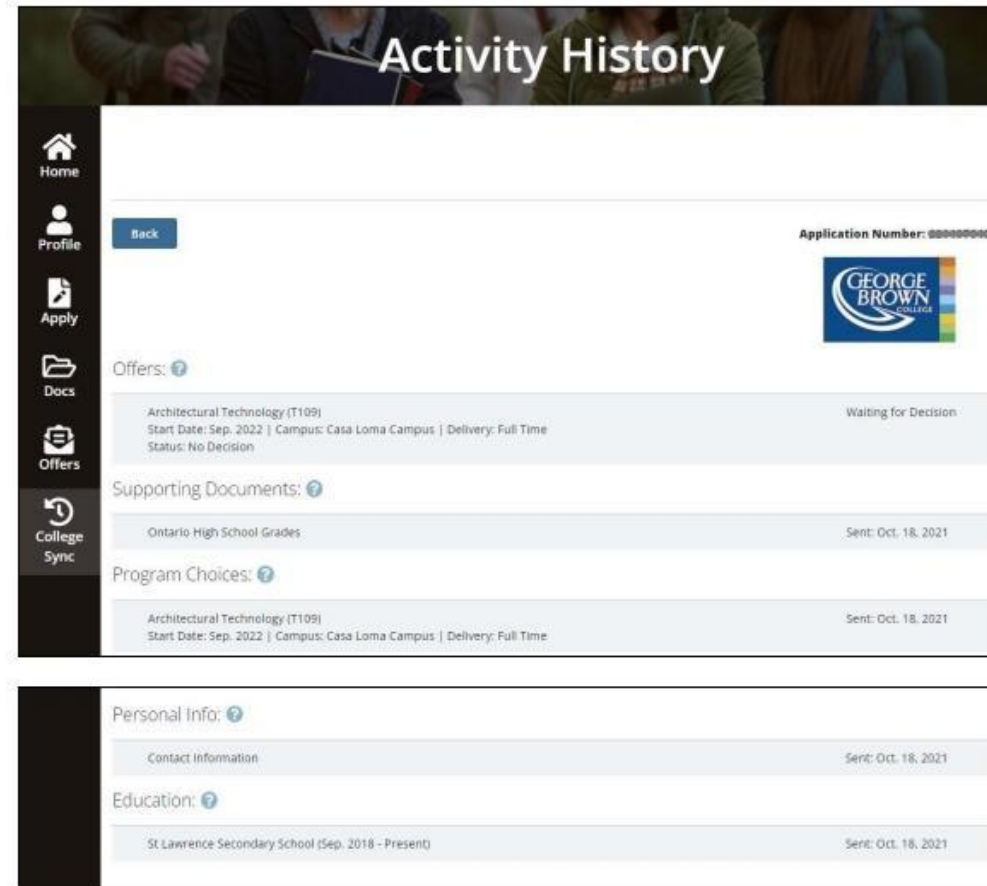 Activity History
Home
Profile
Apply
Docs
Offers
College
Sync
Back
Application Number:
GEORGE
BROWN
COLLEGE
Offers:
Architectural Technology (T109)
Start Date: Sep. 2022 | Campus: Casa Loma Campus | Delivery: Full Time
Status: No Decision
Waiting for Decision
Supporting Documents:
Ontario High School Grades
Sent: Oct. 18, 2021
Program Choices:
Architectural Technology (T109)
Start Date: Sep. 2022 | Campus: Casa Loma Campus | Delivery: Full Time
Sent: Oct. 18, 2021
Personal Info:
Contact Information
Sent: Oct. 18, 2021
Education:
St Lawrence Secondary School (Sep. 2018 - Present)
Sent: Oct. 18, 2021